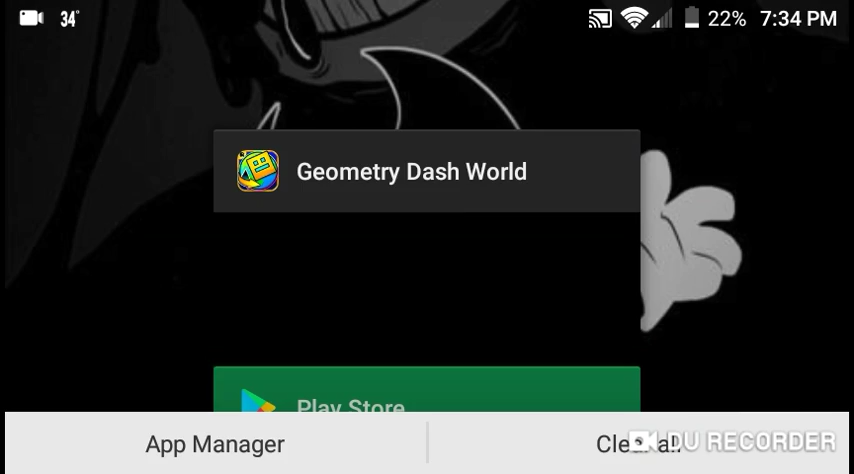 34°
22% 7:34 PM
Geometry Dash World
Play Store
App Manager
Clear all
DU RECORDER